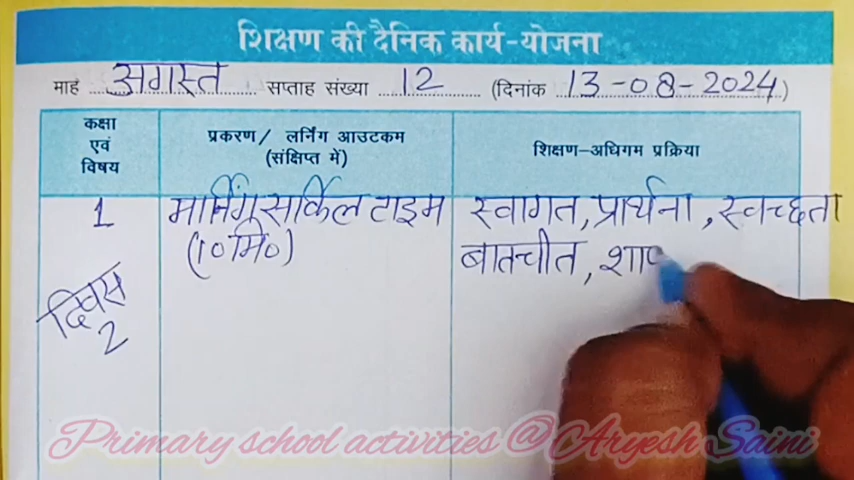 शिक्षण की दैनिक कार्य-योजना
माह अगस्त सप्ताह संख्या 12 (दिनांक 13-08-2024)
कक्षा एवं विषय
प्रकरण/ लर्निंग आउटकम (संक्षिप्त में)
शिक्षण-अधिगम प्रक्रिया
1
मार्निंग सर्किल टाइम
(10 मि०)
स्वागत, प्रार्थना, स्वच्छता
बातचीत,
दिवस
2
Primary school activities @Aryesh Saini